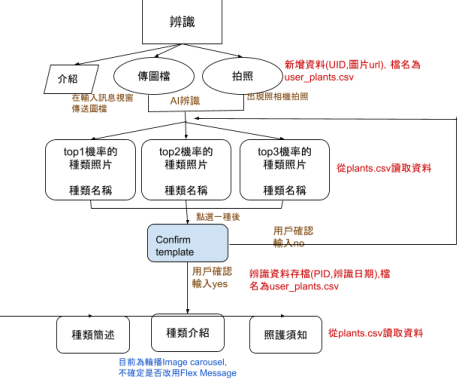 辨識
介紹
傳圖檔
拍照
新增資料(UID,圖片url), 檔名為
user_plants.csv
在輸入訊息視窗
傳送圖檔
AI辨識
出現照相機拍照
top1機率的
種類照片
種類名稱
top2機率的
種類照片
種類名稱
top3機率的
種類照片
種類名稱
從plants.csv讀取資料
點選一種後
Confirm
template
用戶確認
輸入no
用戶確認
輸入yes
辨識資料存檔(PID,辨識日期),檔
名為user_plants.csv
種類簡述
種類介紹
照護須知
從plants.csv讀取資料
目前為輪播Image carousel,
不確定是否改用Flex Message